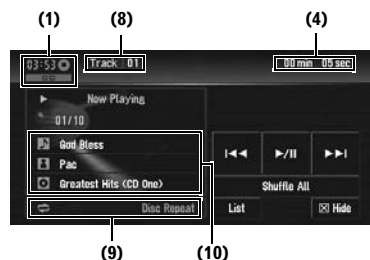 (1) (8) (4)
03:53 Track 01 00 min 05 sec
Now Playing
01/10
God Bless
Pac
Greatest Hits (CD One)
Shuffle All
Disc Repeat List Hide
(9) (10)